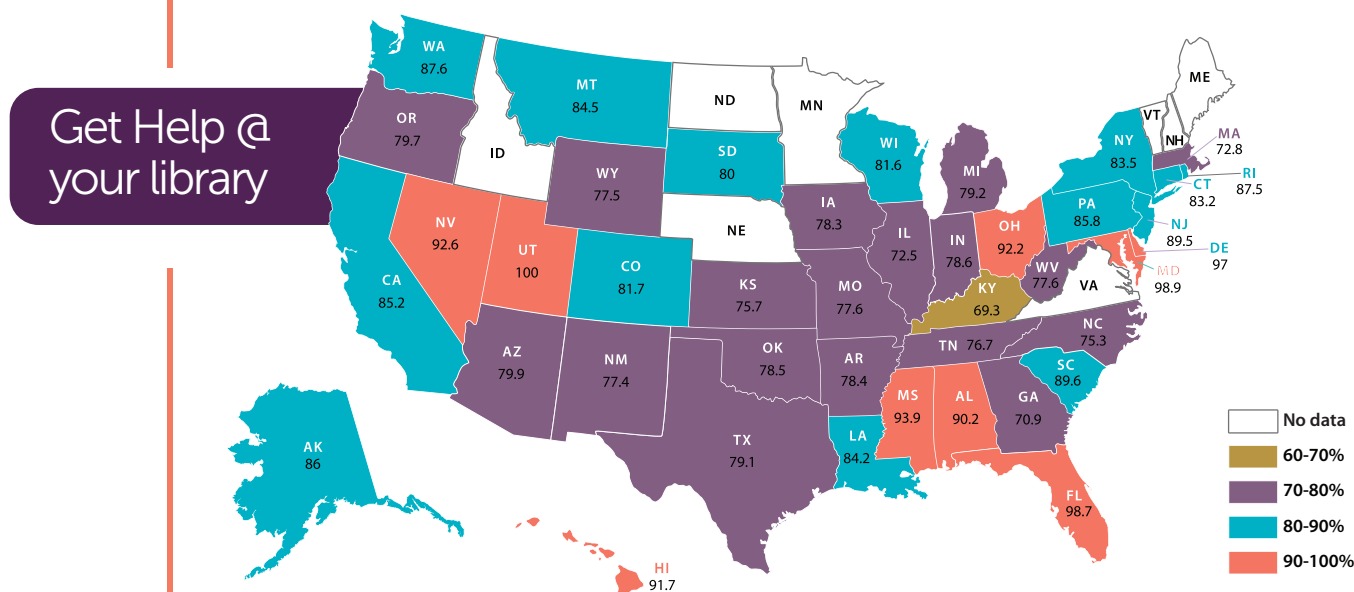 Get Help @
your library
WA
87.6
OR
79.7
CA
85.2
ID
NV
92.6
MT
84.5
WY
77.5
UT
100
CO
81.7
AZ
79.9
NM
77.4
ND
SD
80
NE
KS
75.7
OK
78.5
TX
79.1
MN
IA
78.3
MO
77.6
AR
78.4
LA
84.2
WI
81.6
IL
72.5
MI
79.2
IN
78.6
OH
92.2
KY
69.3
TN 76.7
MS
93.9
AL
90.2
GA
70.9
FL
98.7
SC
89.6
NC
75.3
WV
77.6
VA
PA
85.8
NY
83.5
VT
NH
ME
MA
72.8
RI
87.5
CT
83.2
NJ
89.5
DE
97
MD
98.9
AK
86
HI
91.7
No data
60-70%
70-80%
80-90%
90-100%